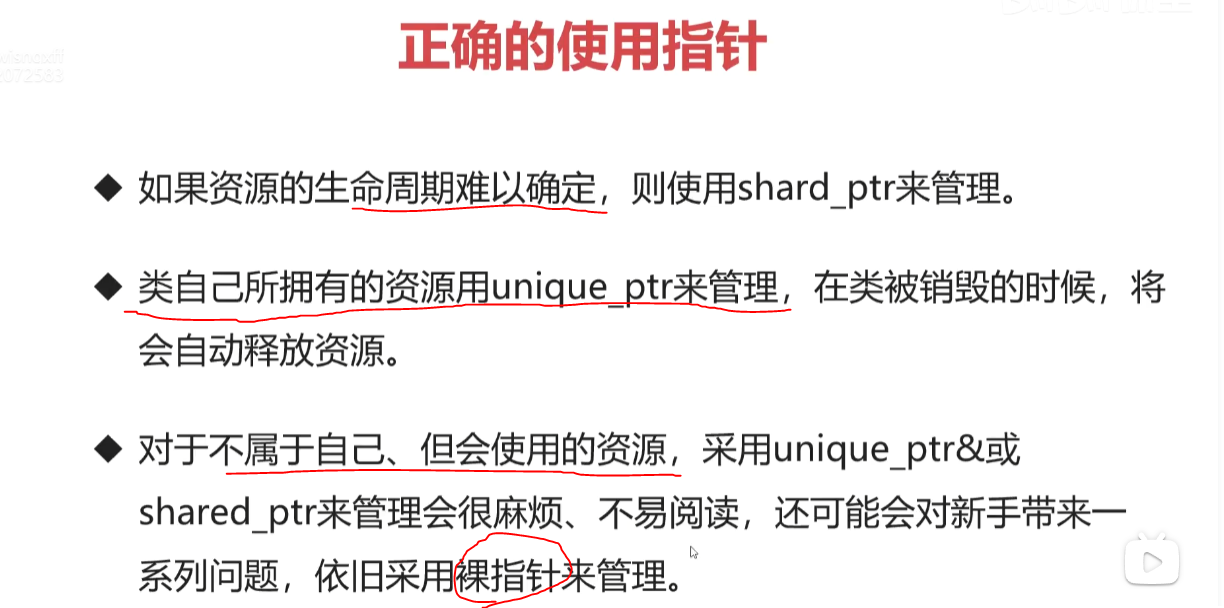 正确的使用指针
◆ 如果资源的生命周期难以确定，则使用shard_ptr来管理。
◆ 类自己所拥有的资源用unique_ptr来管理，在类被销毁的时候，将
会自动释放资源。
◆ 对于不属于自己、但会使用的资源，采用unique_ptr&或
shared_ptr来管理会很麻烦、不易阅读，还可能会对新手带来一
系列问题，依旧采用裸指针来管理。